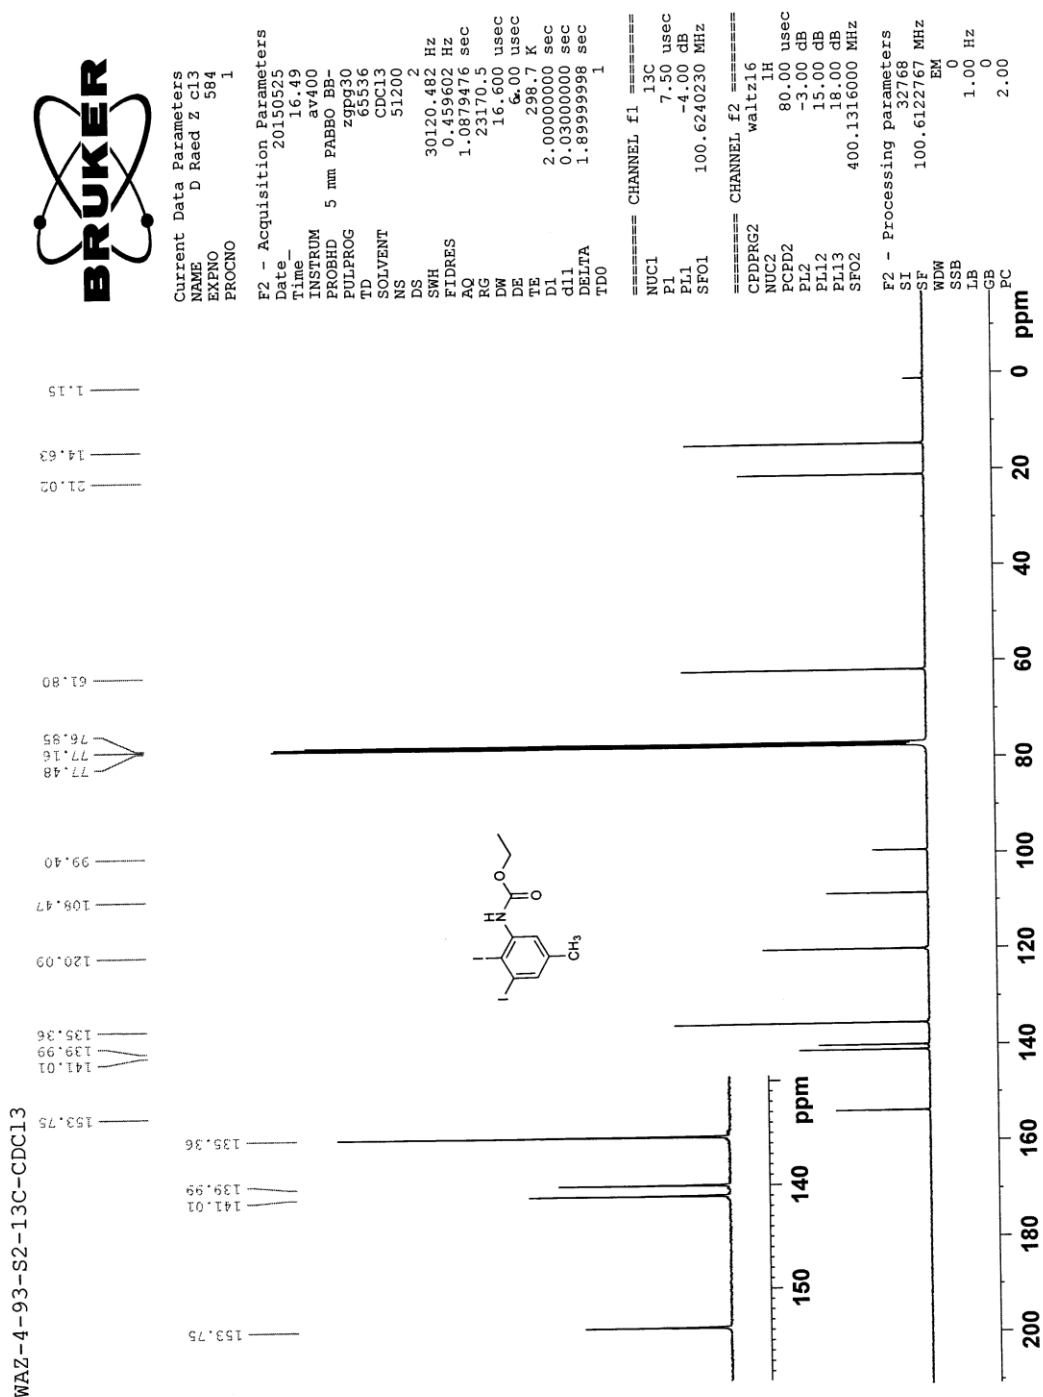 WAZ-4-93-S2-13C-CDCl3
153.75
141.01
139.99
135.36
120.09
108.47
99.40
77.48
77.16
76.85
61.80
21.02
14.63
1.15
BRUKER
Current Data Parameters
NAME D Raed Z c13
EXPNO 584
PROCNO 1
F2 - Acquisition Parameters
Date_ 20150525
Time 16.49
INSTRUM av400
PROBHD 5 mm PABBO BB-
PULPROG zgpg30
TD 65536
SOLVENT CDCl3
NS 51200
DS 2
SWH 30120.482 Hz
FIDRES 0.459602 Hz
AQ 1.0879476 sec
RG 23170.5
DW 16.600 usec
DE 6.00 usec
TE 298.7 K
D1 2.00000000 sec
d11 0.03000000 sec
DELTA 1.89999998 sec
TD0 1
======== CHANNEL f1 ========
NUC1 13C
P1 7.50 usec
PL1 -4.00 dB
SFO1 100.6240230 MHz
======== CHANNEL f2 ========
CPDPRG2 waltz16
NUC2 1H
PCPD2 80.00 usec
PL2 -3.00 dB
PL12 15.00 dB
PL13 18.00 dB
SFO2 400.1316000 MHz
F2 - Processing parameters
SI 32768
SF 100.6122767 MHz
WDW EM
SSB 0
LB 1.00 Hz
GB 0
PC 2.00
153.75
141.01
139.99
135.36
150 140 ppm
I
I
H
N
O
O
CH3
200 180 160 140 120 100 80 60 40 20 0 ppm